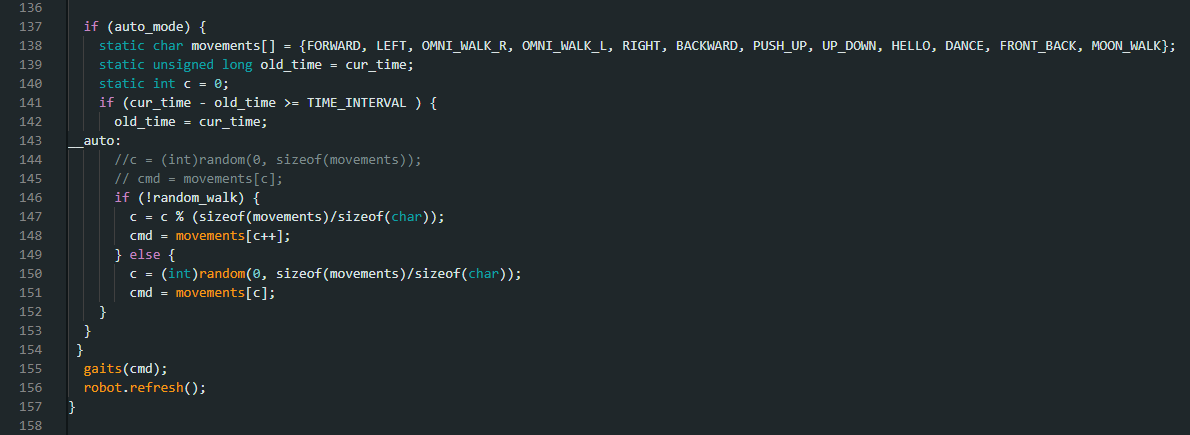 136
137 if (auto_mode) {
138 static char movements[] = {FORWARD, LEFT, OMNI_WALK_R, OMNI_WALK_L, RIGHT, BACKWARD, PUSH_UP, UP_DOWN, HELLO, DANCE, FRONT_BACK, MOON_WALK};
139 static unsigned long old_time = cur_time;
140 static int c = 0;
141 if (cur_time - old_time >= TIME_INTERVAL ) {
142 old_time = cur_time;
143 __auto:
144 //c = (int)random(0, sizeof(movements));
145 // cmd = movements[c];
146 if (!random_walk) {
147 c = c % (sizeof(movements)/sizeof(char));
148 cmd = movements[c++];
149 } else {
150 c = (int)random(0, sizeof(movements)/sizeof(char));
151 cmd = movements[c];
152 }
153 }
154 }
155 gaits(cmd);
156 robot.refresh();
157 }
158